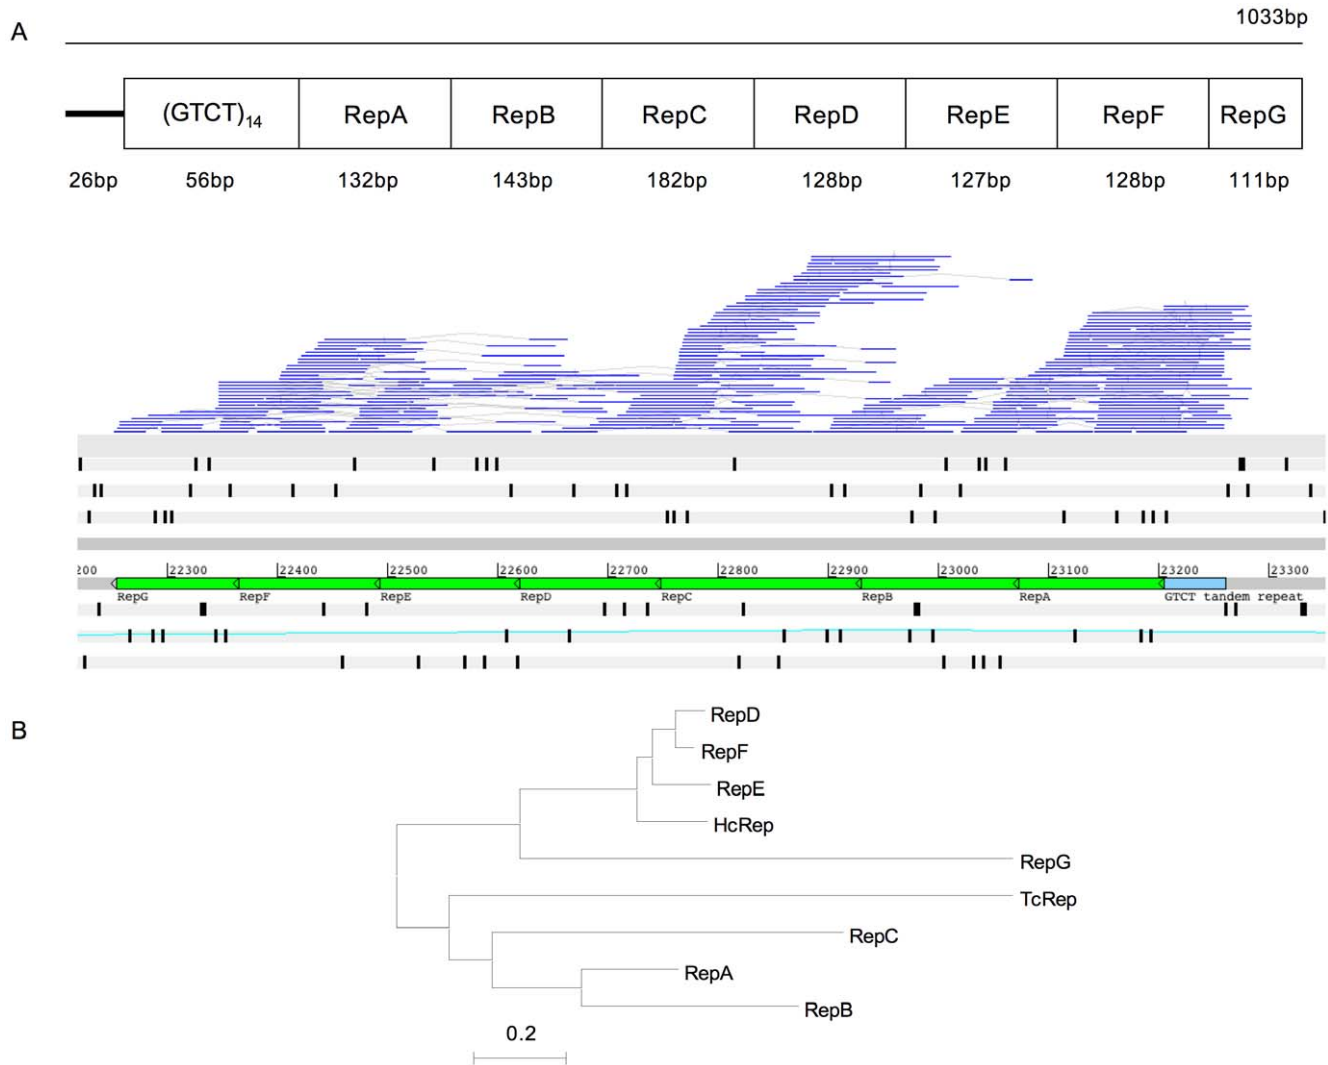 A
1033bp
(GTCT)14 RepA RepB RepC RepD RepE RepF RepG
26bp 56bp 132bp 143bp 182bp 128bp 127bp 128bp 111bp
200 22300 22400 22500 22600 22700 22800 22900 23000 23100 23200 23300
RepG RepF RepE RepD RepC RepB RepA GTCT tandem repeat
B
RepD
RepF
RepE
HcRep
RepG
TcRep
RepC
RepA
RepB
0.2